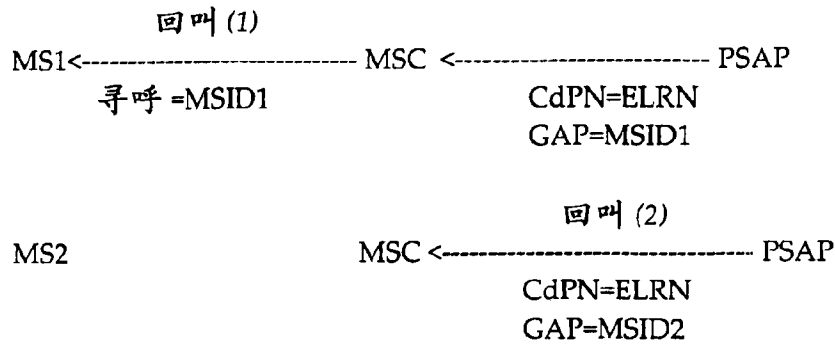 回叫 (1)
MS1<---------------------------- MSC <--------------------------- PSAP
寻呼 =MSID1 CdPN=ELRN
GAP=MSID1
回叫 (2)
MS2 MSC <-------------------------------- PSAP
CdPN=ELRN
GAP=MSID2